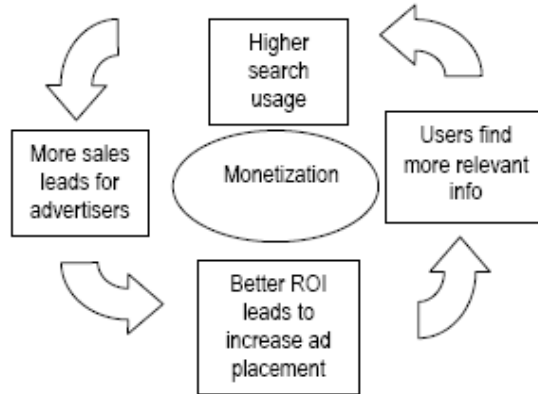 Higher
search
usage
More sales
leads for
advertisers
Monetization
Users find
more relevant
info
Better ROI
leads to
increase ad
placement